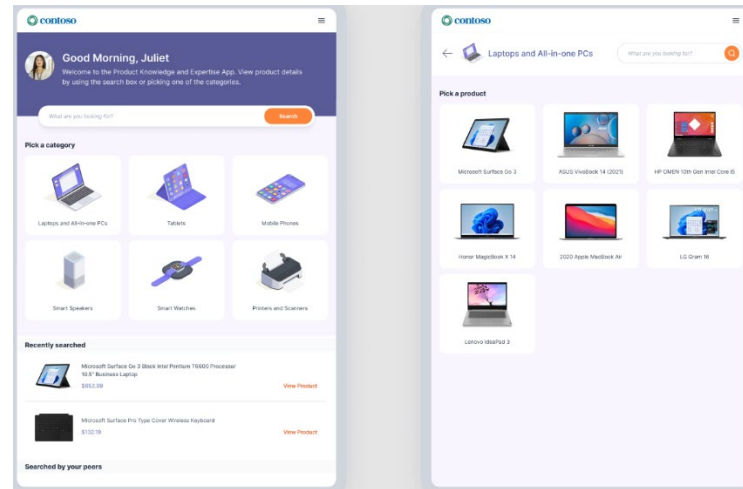 contoso
Good Morning, Juliet
Welcome to the Product Knowledge and Expertise App. View product details
by using the search box or picking one of the categories.
What are you looking for?
Search
Pick a category
Laptops and All-in-one PCs
Tablets
Mobile Phones
Smart Speakers
Smart Watches
Printers and Scanners
Recently searched
Microsoft Surface Go 3 Black Intel Pentium
Processor
10.5" Business Laptop
View Product
Microsoft Surface Pro Type Cover Wireless Keyboard
View Product
Searched by your peers
contoso
Laptops and All-in-one PCs
What are you looking for?
Pick a product
Microsoft Surface Go 3
ASUS VivoBook 14 (2021)
HP OMEN 10th Gen Intel Core i5
Honor MagicBook X 14
2020 Apple MacBook Air
LG Gram 16
Lenovo IdeaPad 3